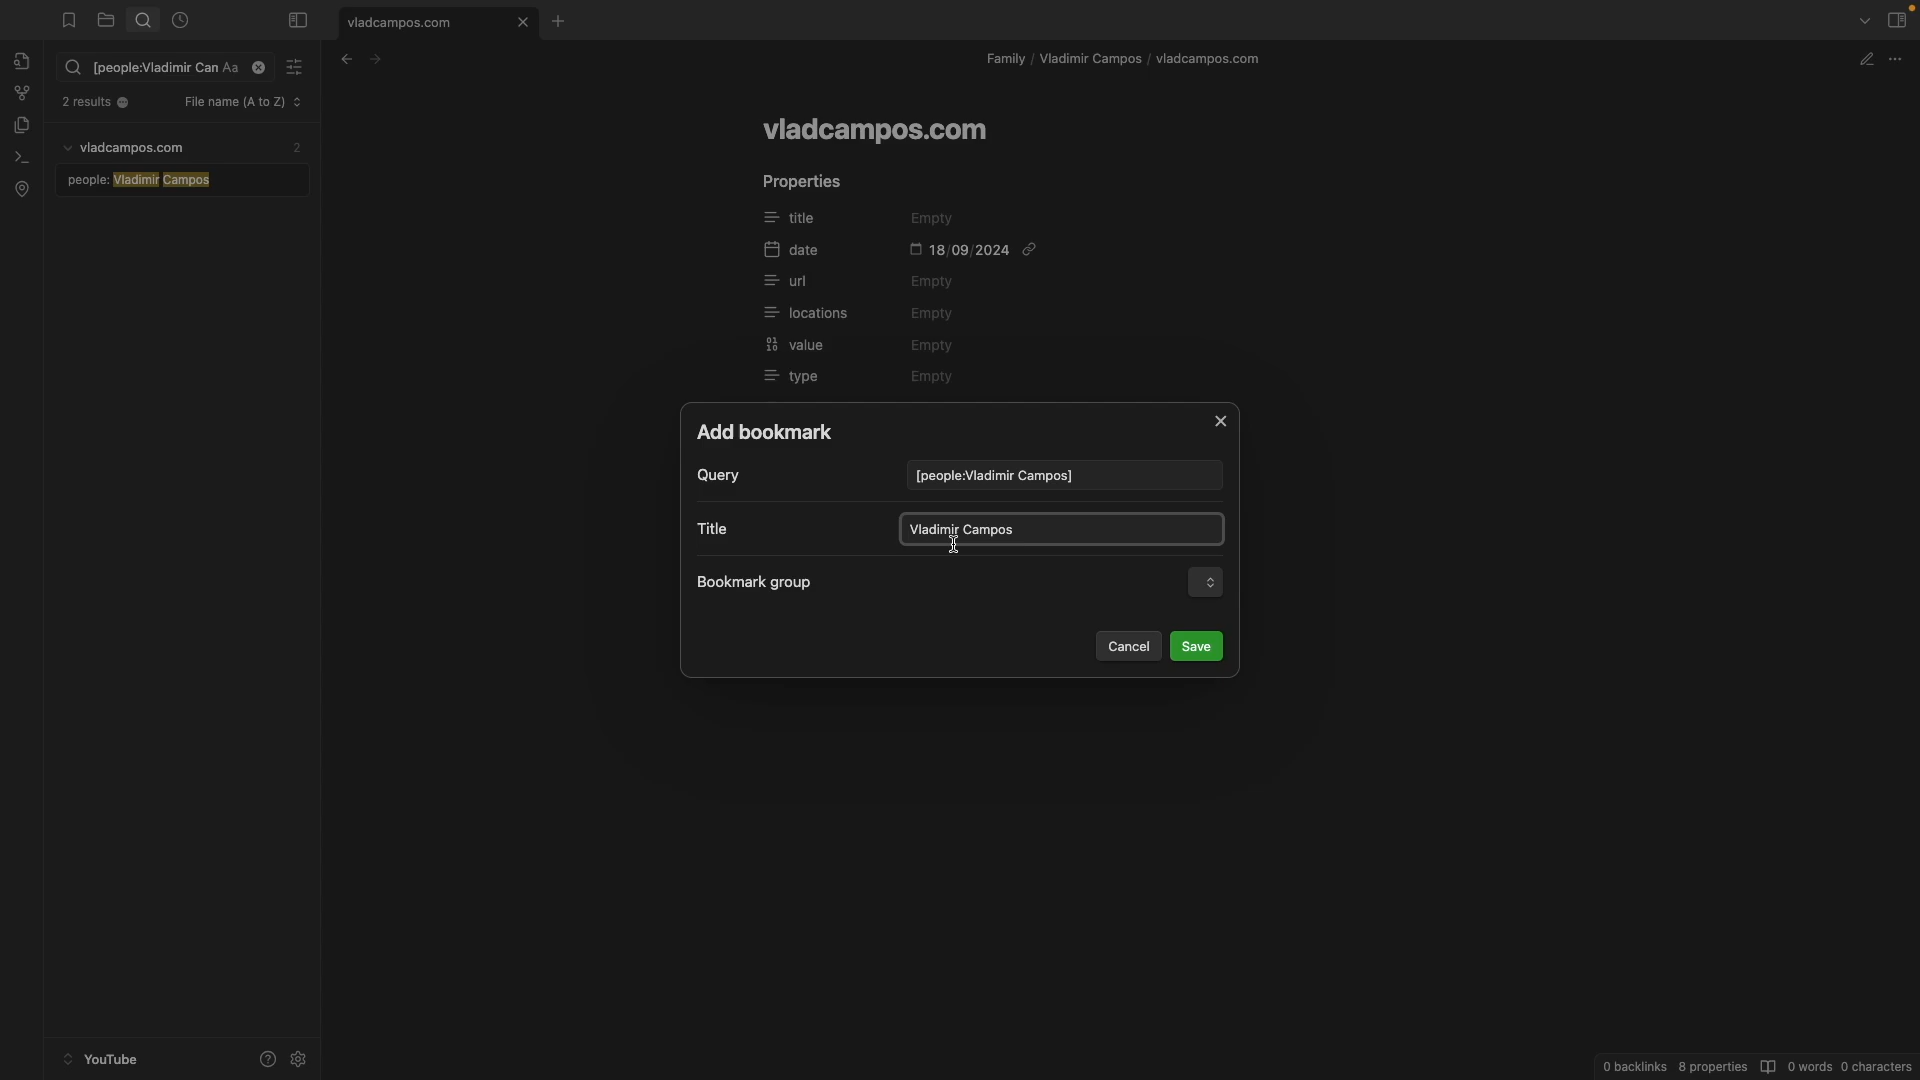 vladcampos.com
[people:Vladimir Can Aa
Family / Vladimir Campos / vladcampos.com
2 results
File name (A to Z)
vladcampos.com 2
people: Vladimir Campos
vladcampos.com
Properties
title Empty
date 18/09/2024
url Empty
locations Empty
value Empty
type Empty
Add bookmark
Query [people:Vladimir Campos]
Title Vladimir Campos
Bookmark group
Cancel Save
YouTube
0 backlinks 8 properties 0 words 0 characters